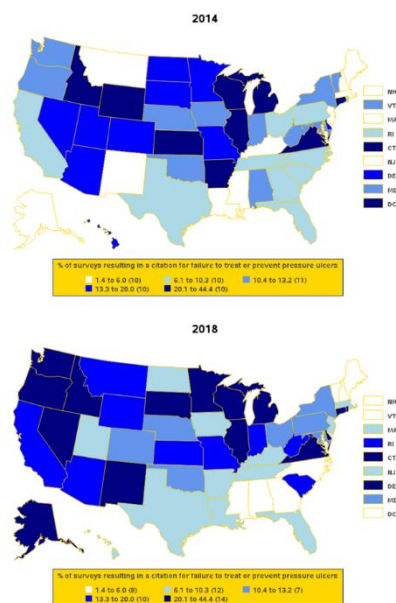 2014
NH
VT
MA
RI
CT
NJ
DE
MD
DC
% of surveys resulting in a citation for failure to treat or prevent pressure ulcers
1.4 to 6.0 (10) 6.1 to 10.3 (10) 10.4 to 13.2 (11)
13.3 to 20.0 (10) 20.1 to 44.4 (10)
2018
NH
VT
MA
RI
CT
NJ
DE
MD
DC
% of surveys resulting in a citation for failure to treat or prevent pressure ulcers
1.4 to 6.0 (8) 6.1 to 10.3 (12) 10.4 to 13.2 (7)
13.3 to 20.0 (10) 20.1 to 44.4 (14)